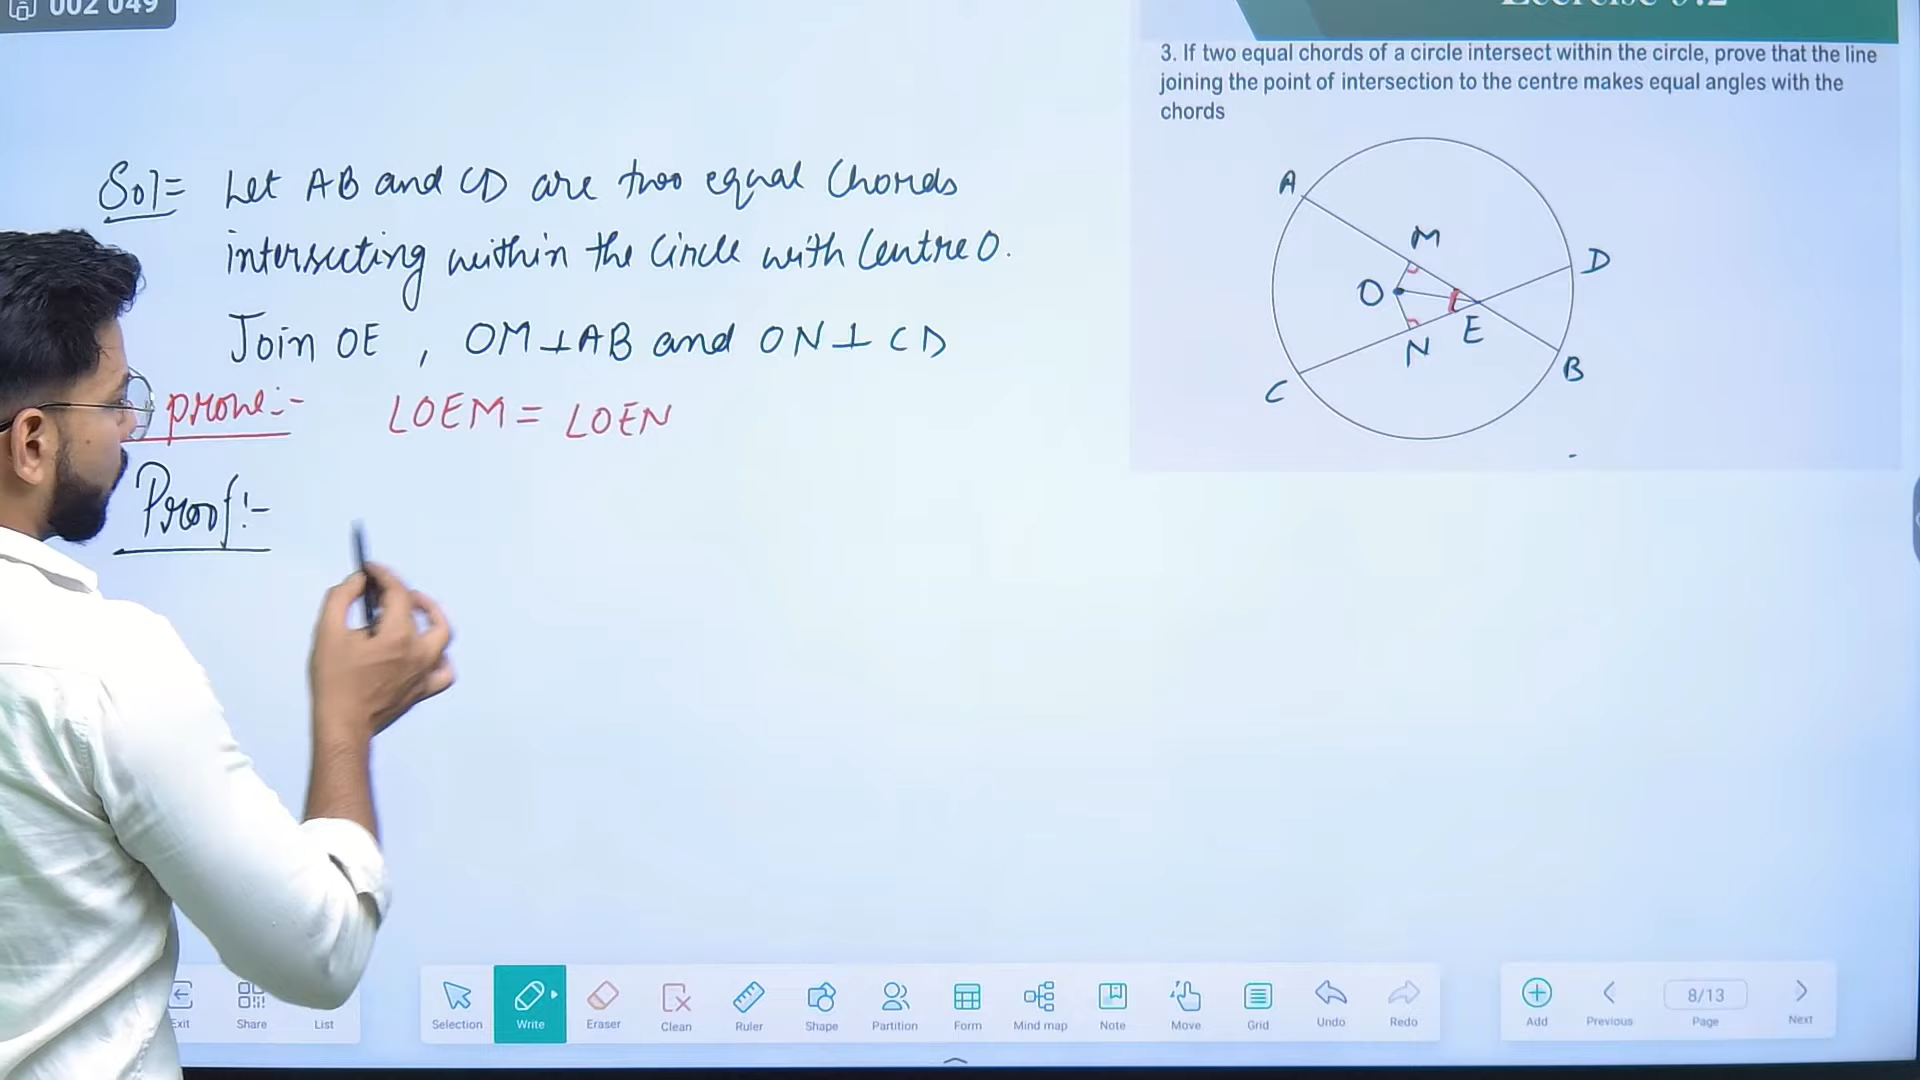 002 049
3. If two equal chords of a circle intersect within the circle, prove that the line
joining the point of intersection to the centre makes equal angles with the
chords
Sol= Let AB and CD are two equal Chords
intersecting within the Circle with Centre O.
Join OE , OM⊥AB and ON⊥CD
prove:- ∠OEM = ∠OEN
Proof:-
A
M
D
O
E
N
B
C
Exit
Share
List
Selection
Write
Eraser
Clean
Ruler
Shape
Partition
Form
Mind map
Note
Move
Grid
Undo
Redo
Add
Previous
8/13
Page
Next